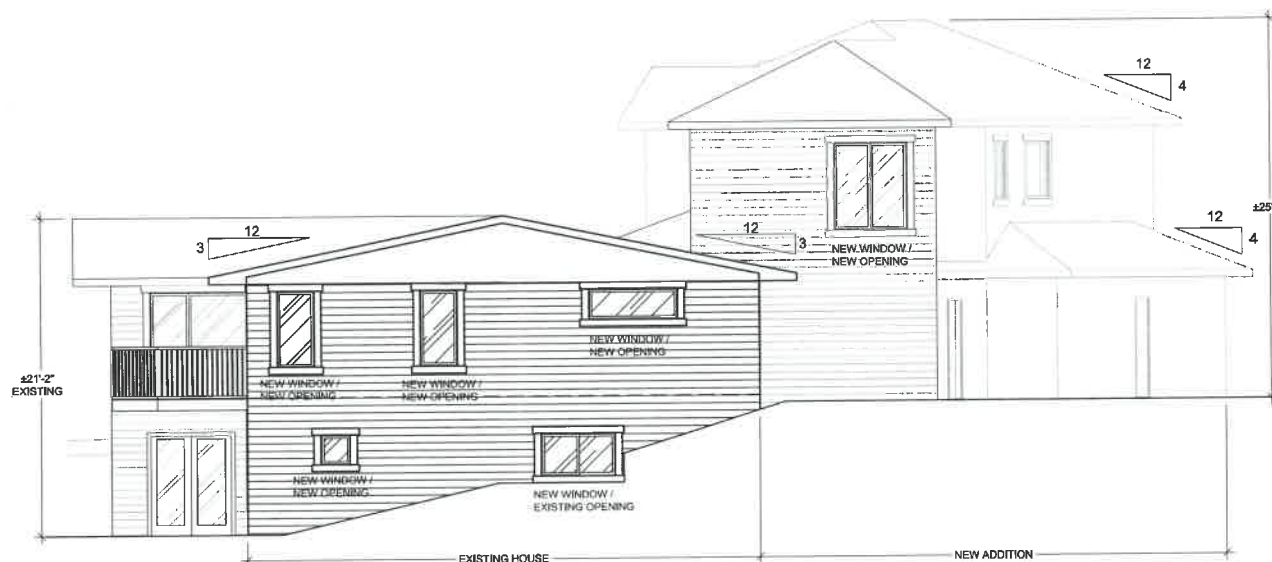 12
4
12
3
12
3
NEW WINDOW /
NEW OPENING
12
4
±25'
NEW WINDOW /
NEW OPENING
NEW WINDOW /
NEW OPENING
NEW WINDOW /
NEW OPENING
±21'-2"
EXISTING
NEW WINDOW /
NEW OPENING
NEW WINDOW /
EXISTING OPENING
EXISTING HOUSE
NEW ADDITION